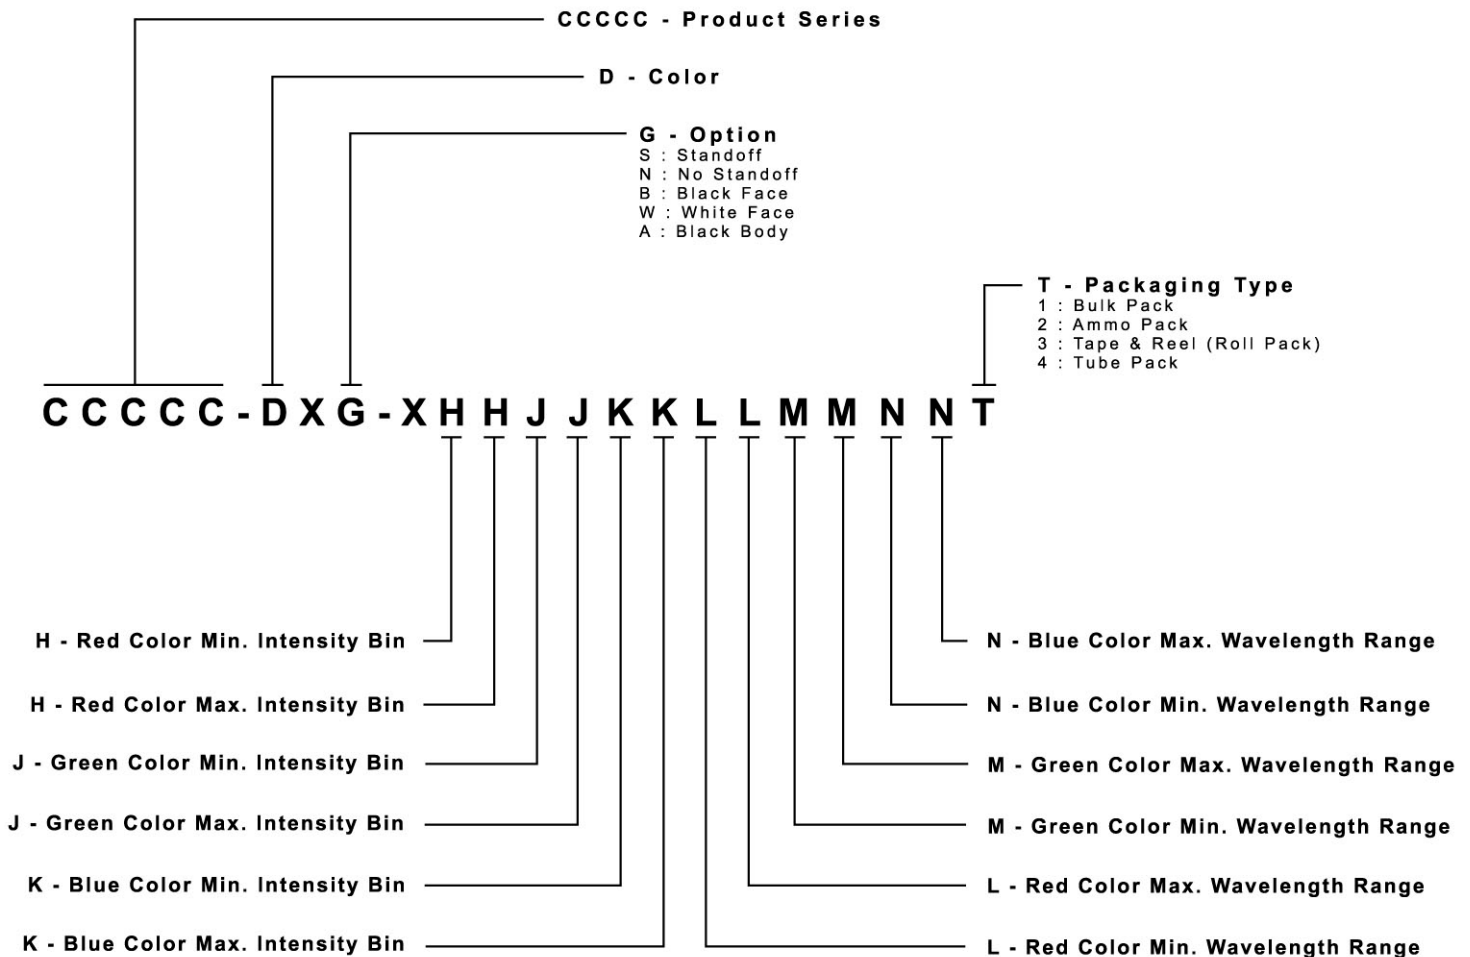 CCCCC - Product Series
D - Color
G - Option
S : Standoff
N : No Standoff
B : Black Face
W : White Face
A : Black Body
T - Packaging Type
1 : Bulk Pack
2 : Ammo Pack
3 : Tape & Reel (Roll Pack)
4 : Tube Pack
C C C C C - D X G - X H H J J K K L L M M N N T
H - Red Color Min. Intensity Bin
H - Red Color Max. Intensity Bin
J - Green Color Min. Intensity Bin
J - Green Color Max. Intensity Bin
K - Blue Color Min. Intensity Bin
K - Blue Color Max. Intensity Bin
N - Blue Color Max. Wavelength Range
N - Blue Color Min. Wavelength Range
M - Green Color Max. Wavelength Range
M - Green Color Min. Wavelength Range
L - Red Color Max. Wavelength Range
L - Red Color Min. Wavelength Range